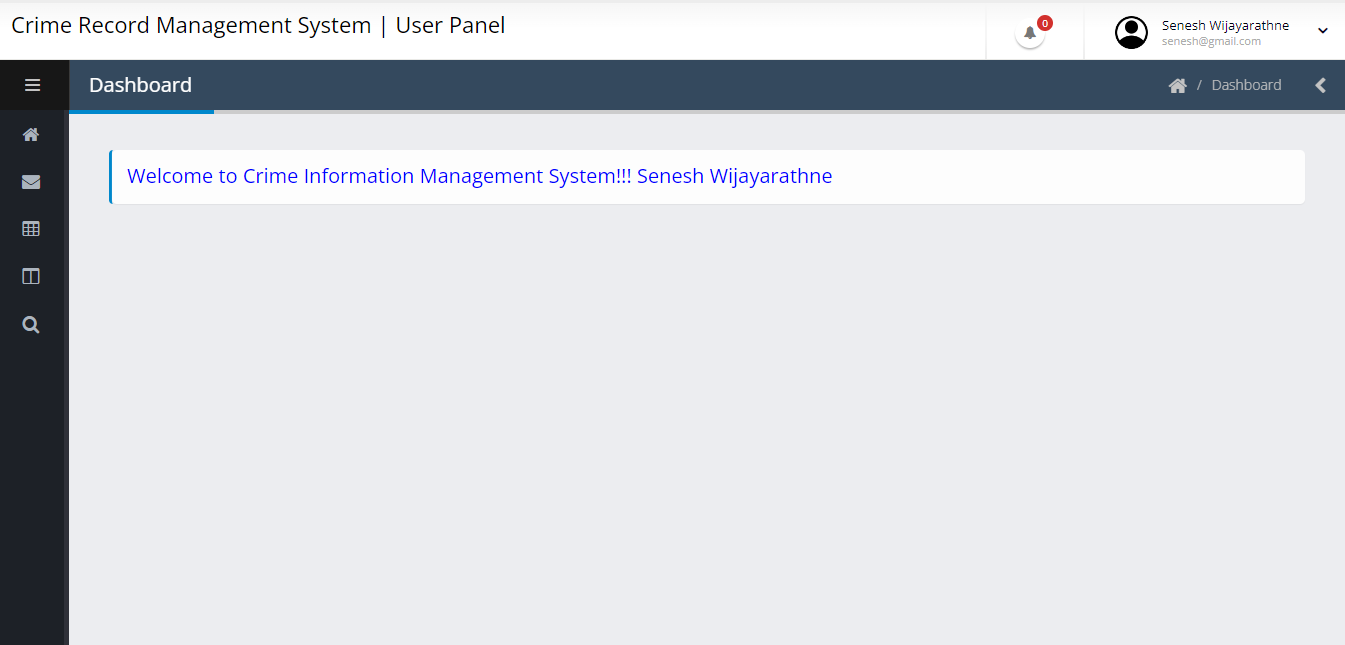 Crime Record Management System | User Panel
0
Senesh Wijayarathne
senesh@gmail.com
Dashboard
/ Dashboard
Welcome to Crime Information Management System!!! Senesh Wijayarathne